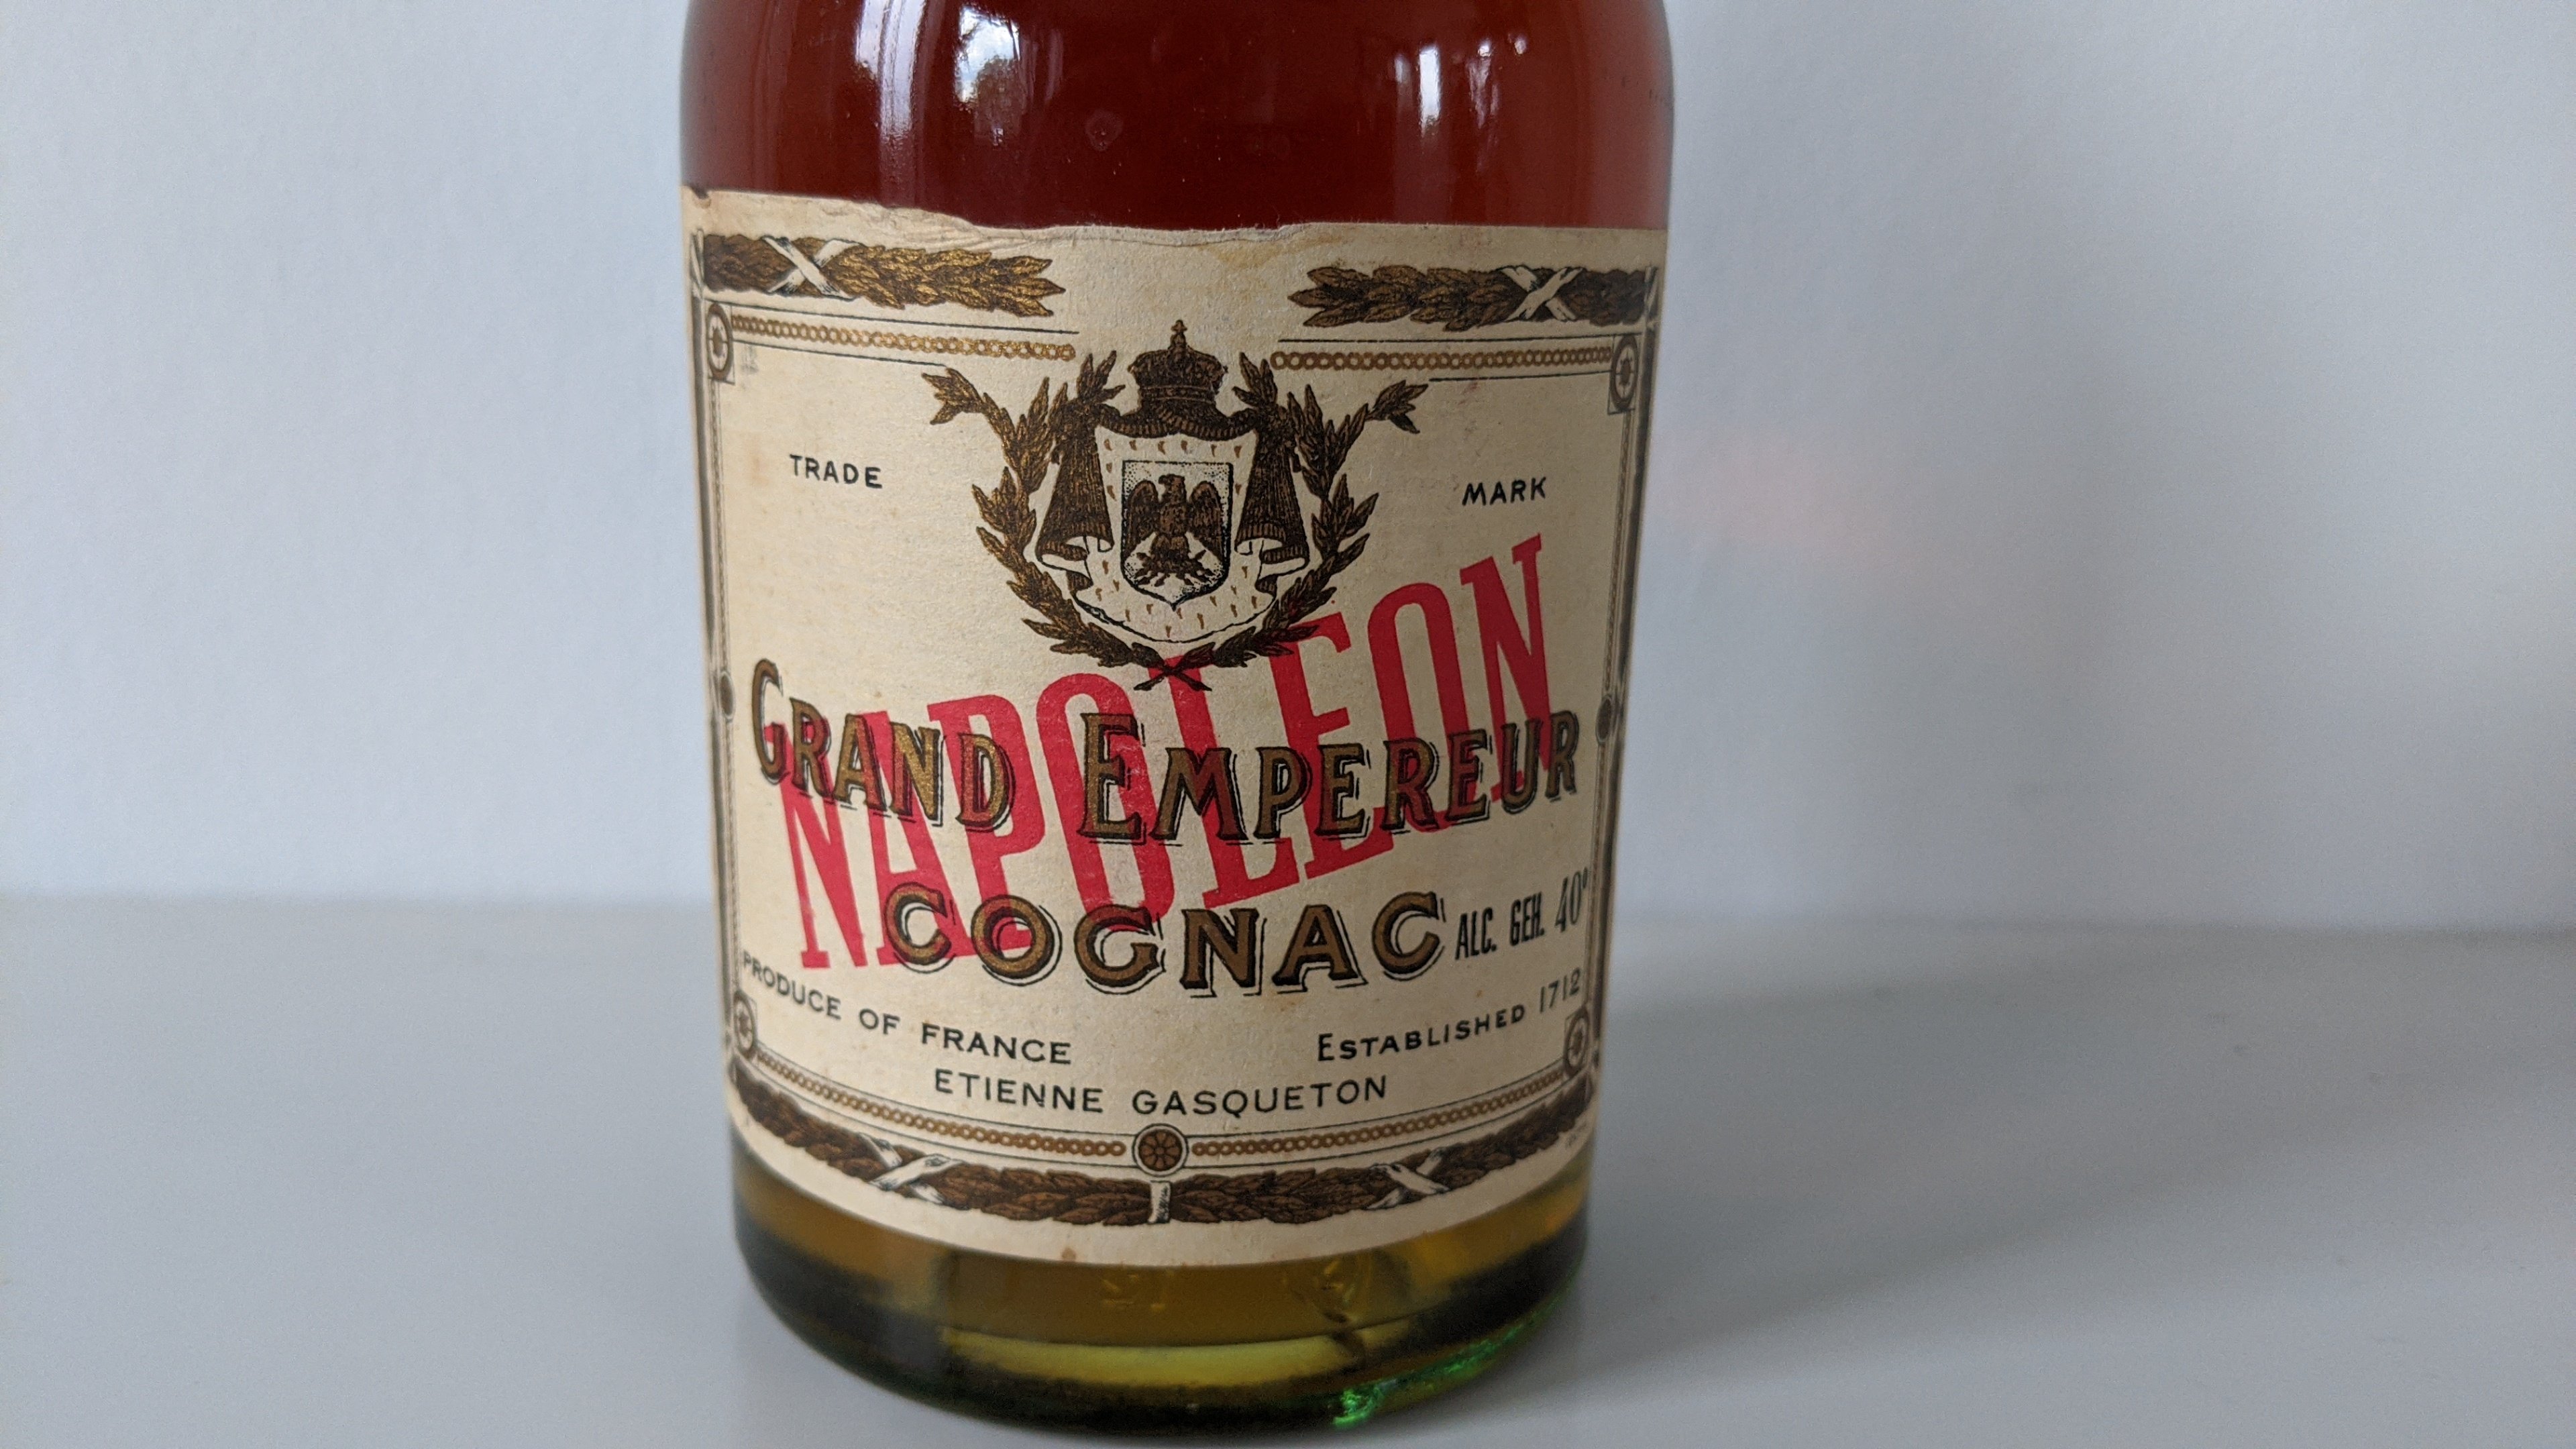 TRADE MARK
NAPOLEON
GRAND EMPEREUR
COGNAC ALC. GEH. 40°
PRODUCE OF FRANCE ESTABLISHED 1712
ETIENNE GASQUETON